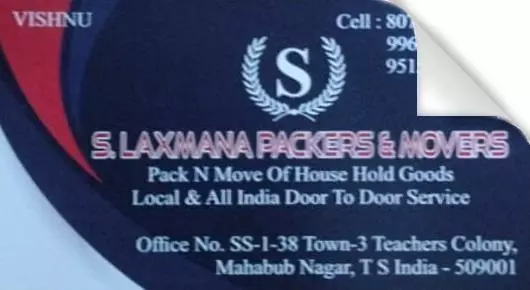 VISHNU
Cell : 807
996
951
S
S. LAXMANA PACKERS & MOVERS
Pack N Move Of House Hold Goods
Local & All India Door To Door Service
Office No. SS-1-38 Town-3 Teachers Colony,
Mahabub Nagar, T S India - 509001